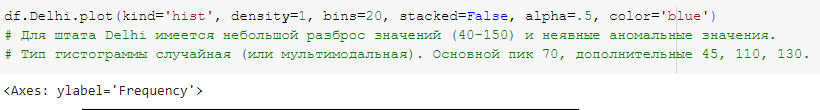 df.Delhi.plot(kind='hist', density=1, bins=20, stacked=False, alpha=.5, color='blue')
# Для штата Delhi имеется небольшой разброс значений (40-150) и неявные аномальные значения.
# Тип гистограммы случайная (или мультимодальная). Основной пик 70, дополнительные 45, 110, 130.
<Axes: ylabel='Frequency'>